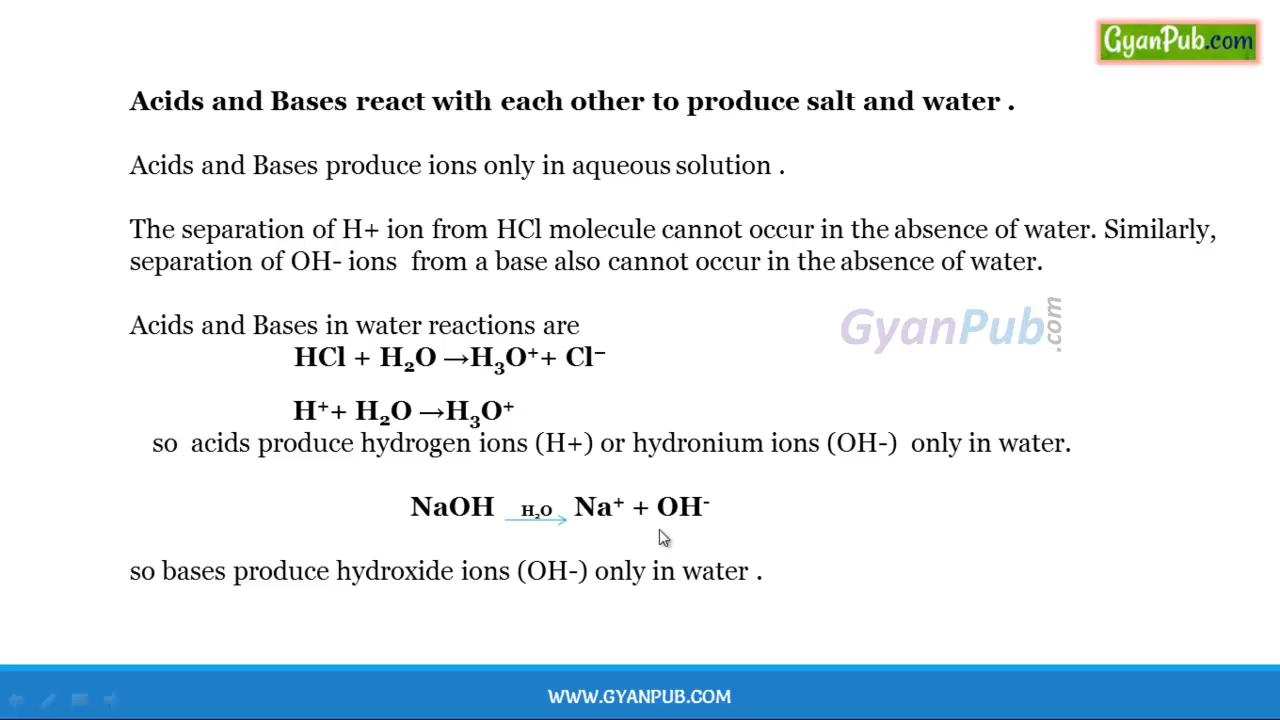 GyanPub.com
Acids and Bases react with each other to produce salt and water .
Acids and Bases produce ions only in aqueous solution .
The separation of H+ ion from HCl molecule cannot occur in the absence of water. Similarly,
separation of OH- ions from a base also cannot occur in the absence of water.
Acids and Bases in water reactions are
GyanPub.com
HCl + H₂O →H₃O⁺+ Cl⁻
H⁺+ H₂O →H₃O⁺
so acids produce hydrogen ions (H+) or hydronium ions (OH-) only in water.
NaOH H₂O→ Na⁺ + OH⁻
so bases produce hydroxide ions (OH-) only in water .
WWW.GYANPUB.COM